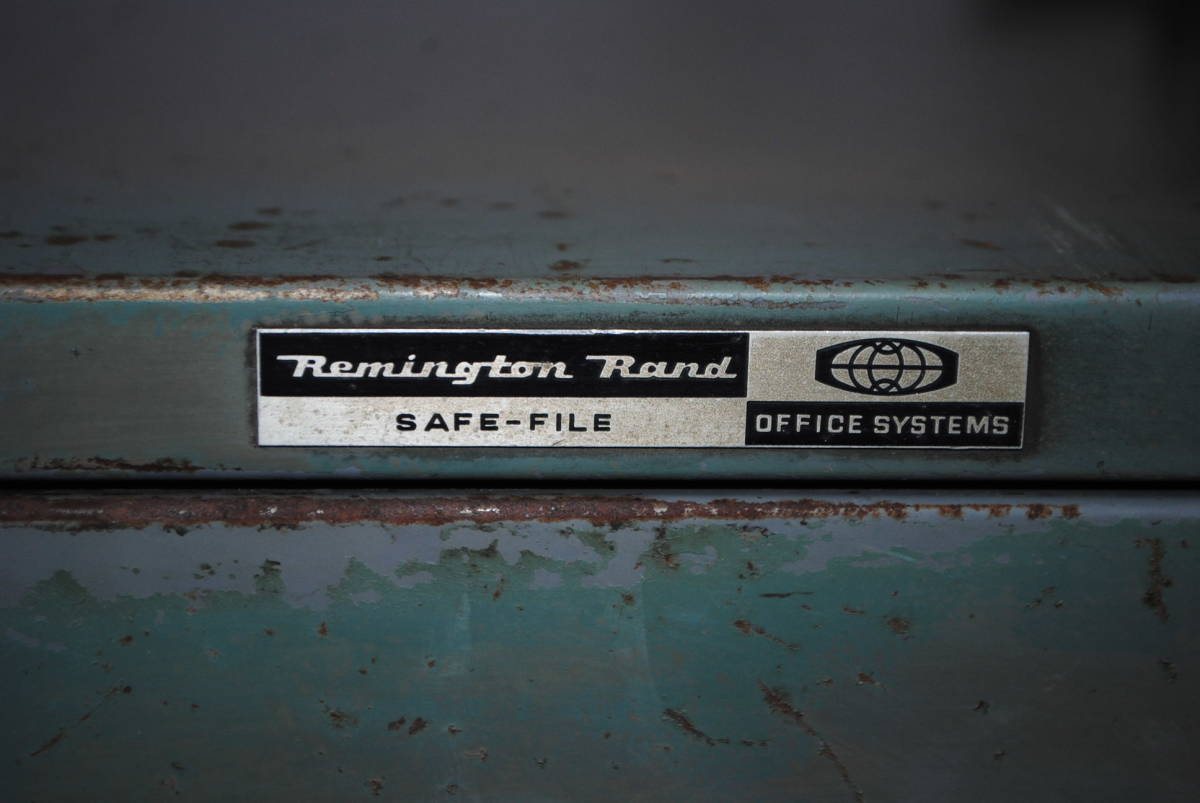 Remington Rand
SAFE-FILE
OFFICE SYSTEMS